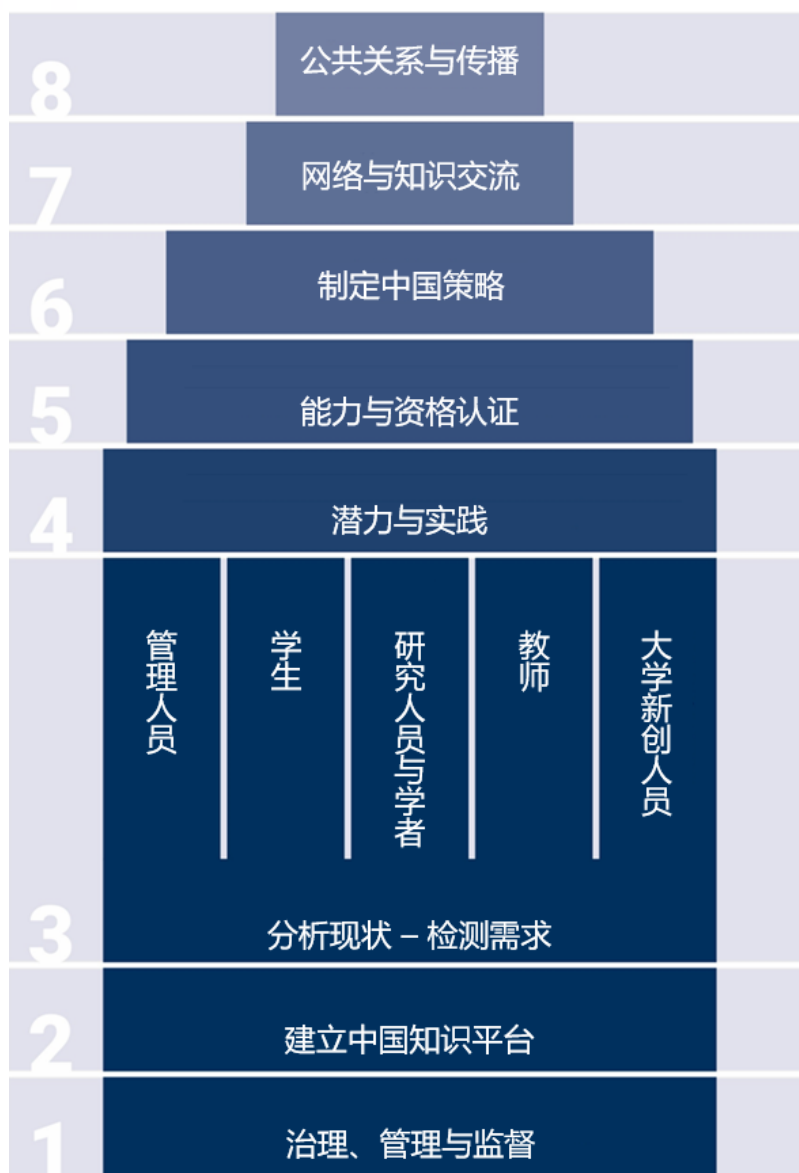 8
公共关系与传播
7
网络与知识交流
6
制定中国策略
5
能力与资格认证
4
潜力与实践
管理人员
学生
研究人员与学者
教师
大学新创人员
3
分析现状 – 检测需求
2
建立中国知识平台
1
治理、管理与监督